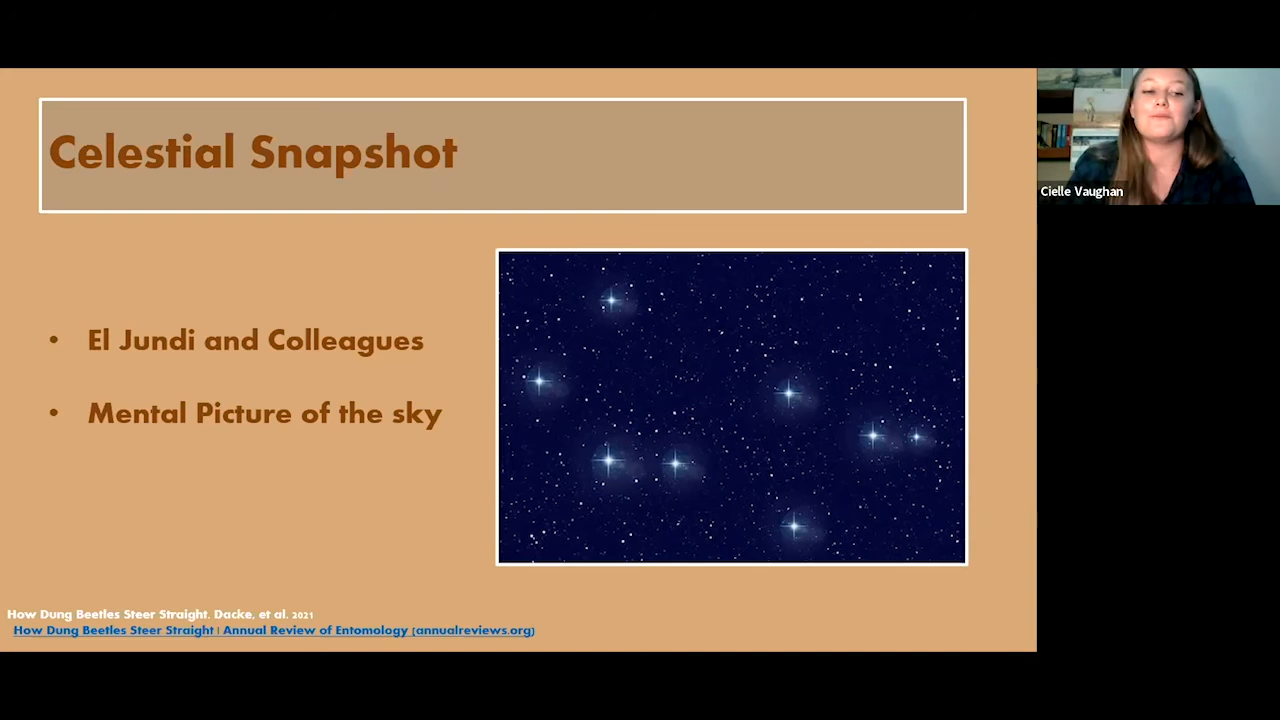 Celestial Snapshot
• El Jundi and Colleagues
• Mental Picture of the sky
How Dung Beetles Steer Straight. Dacke, et al. 2021
How Dung Beetles Steer Straight | Annual Review of Entomology (annualreviews.org)
Cielle Vaughan